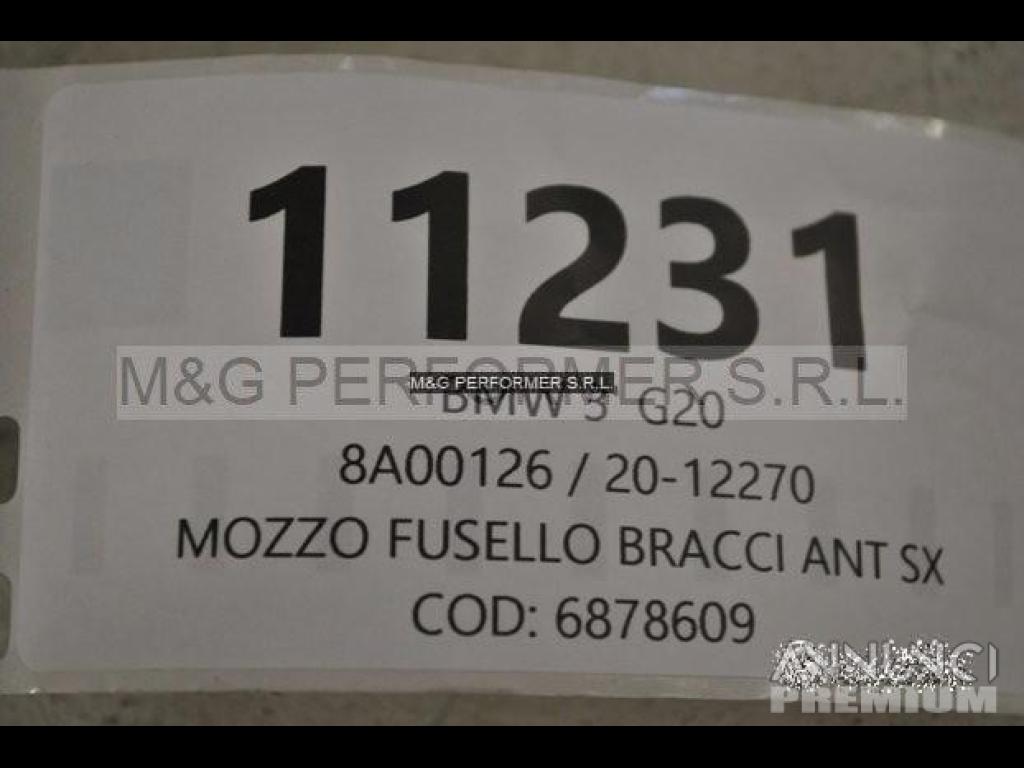 11231
M&G PERFORMER S.R.L.
M&G PERFORMER S.R.L.
BMW 3 G20
8A00126 / 20-12270
MOZZO FUSELLO BRACCI ANT SX
COD: 6878609
ANNUNCI
PREMIUM